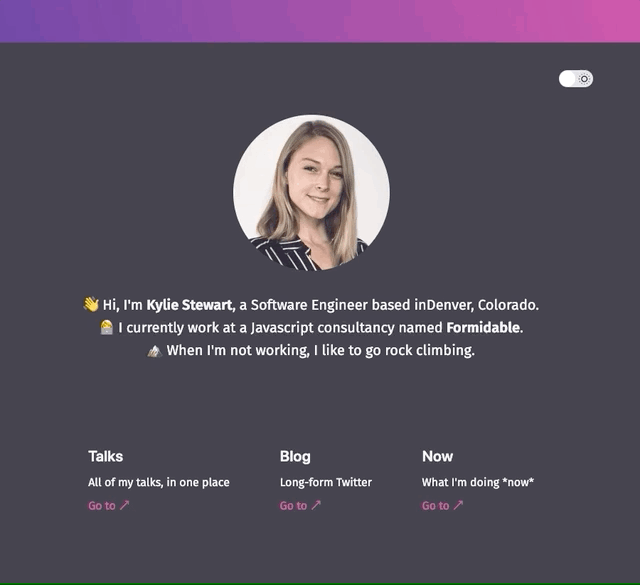 👋 Hi, I'm Kylie Stewart, a Software Engineer based inDenver, Colorado.
👩‍💻 I currently work at a Javascript consultancy named Formidable.
🏔️ When I'm not working, I like to go rock climbing.
Talks
All of my talks, in one place
Go to ↗
Blog
Long-form Twitter
Go to ↗
Now
What I'm doing *now*
Go to ↗